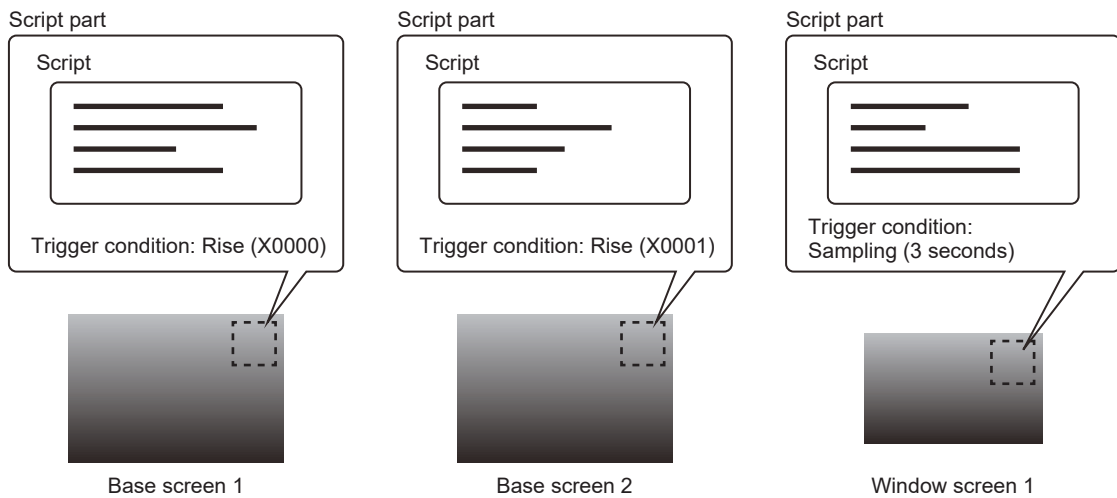 Script part
Script
Trigger condition: Rise (X0000)
Base screen 1
Script part
Script
Trigger condition: Rise (X0001)
Base screen 2
Script part
Script
Trigger condition:
Sampling (3 seconds)
Window screen 1